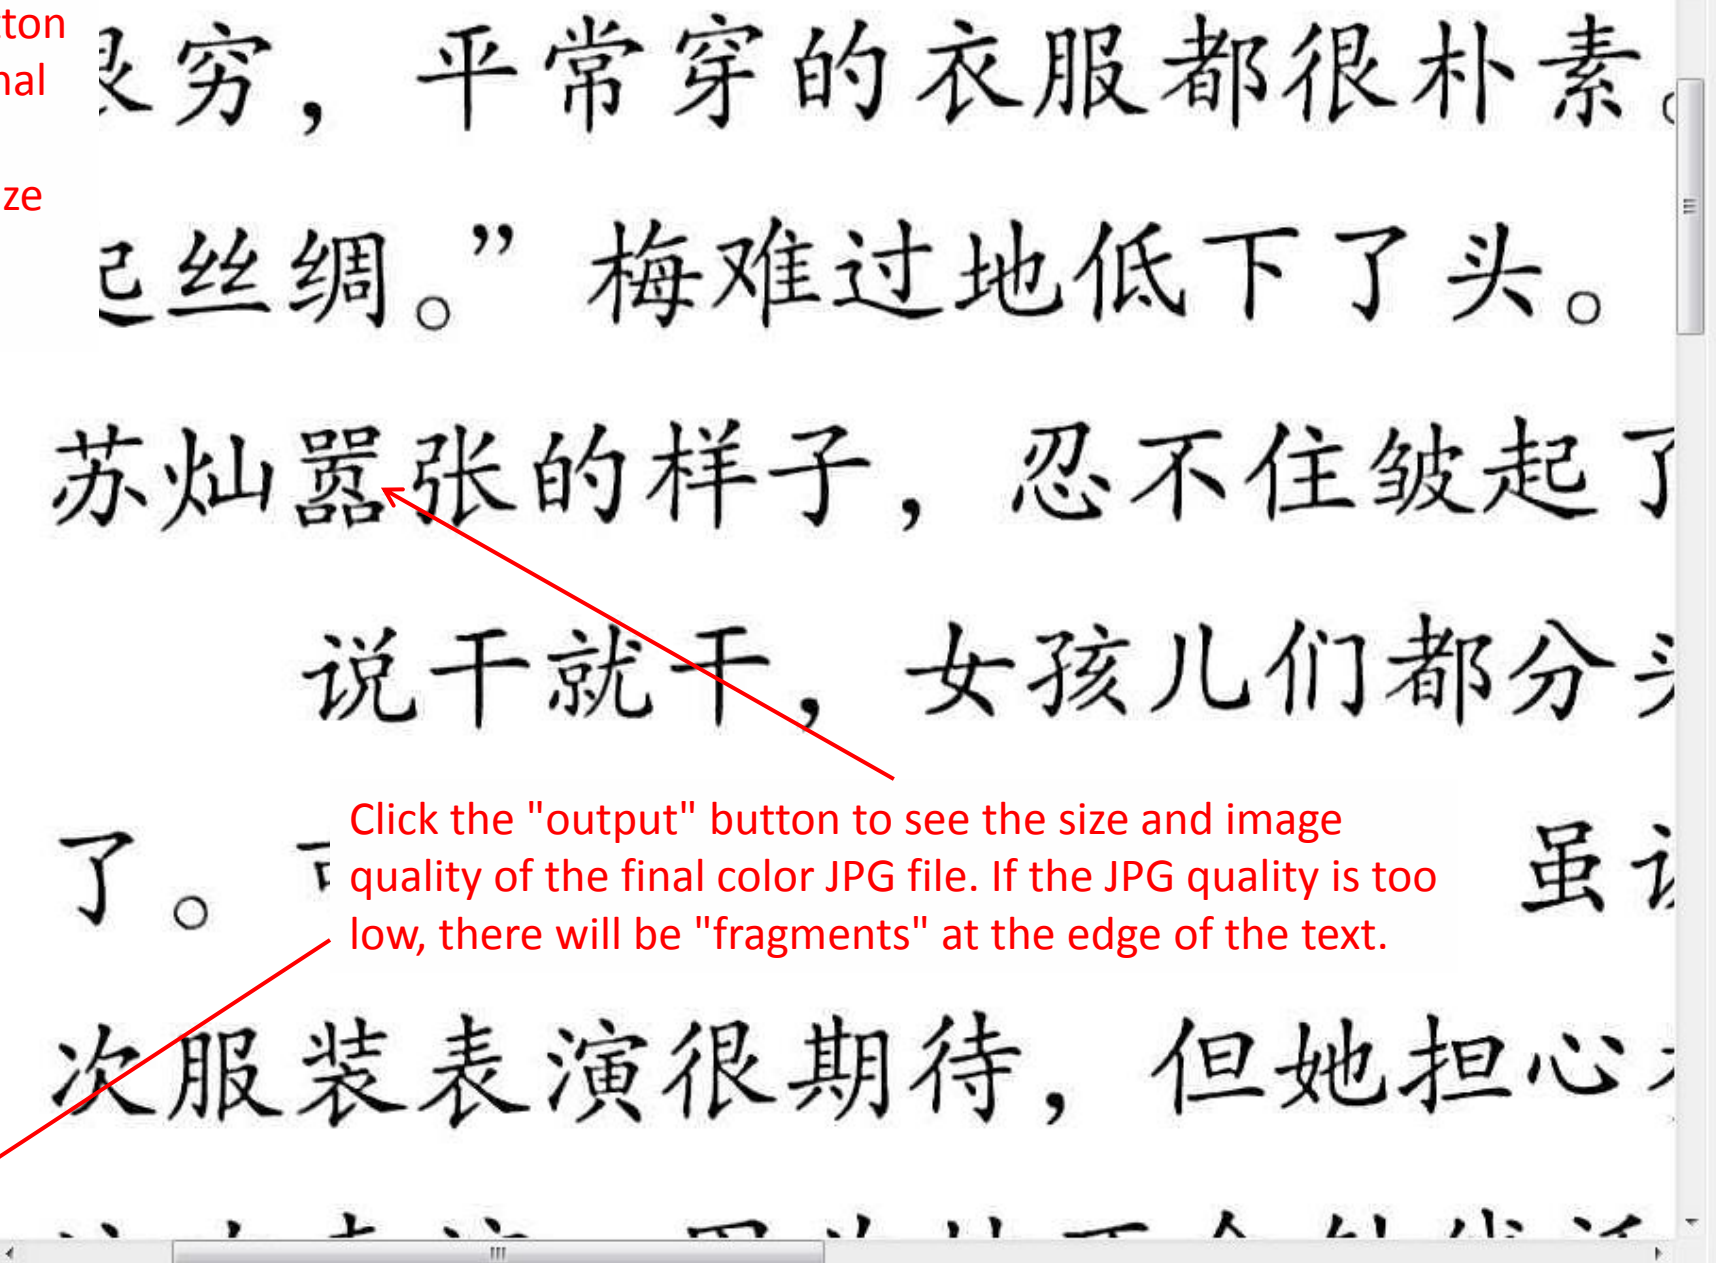 很穷，平常穿的衣服都很朴素。
起丝绸。”梅难过地低下了头。
苏灿嚣张的样子，忍不住皱起了
说干就干，女孩儿们都分头
Click the "output" button to see the size and image
quality of the final color JPG file. If the JPG quality is too
low, there will be "fragments" at the edge of the text.
了。
虽
次服装表演很期待，但她担心